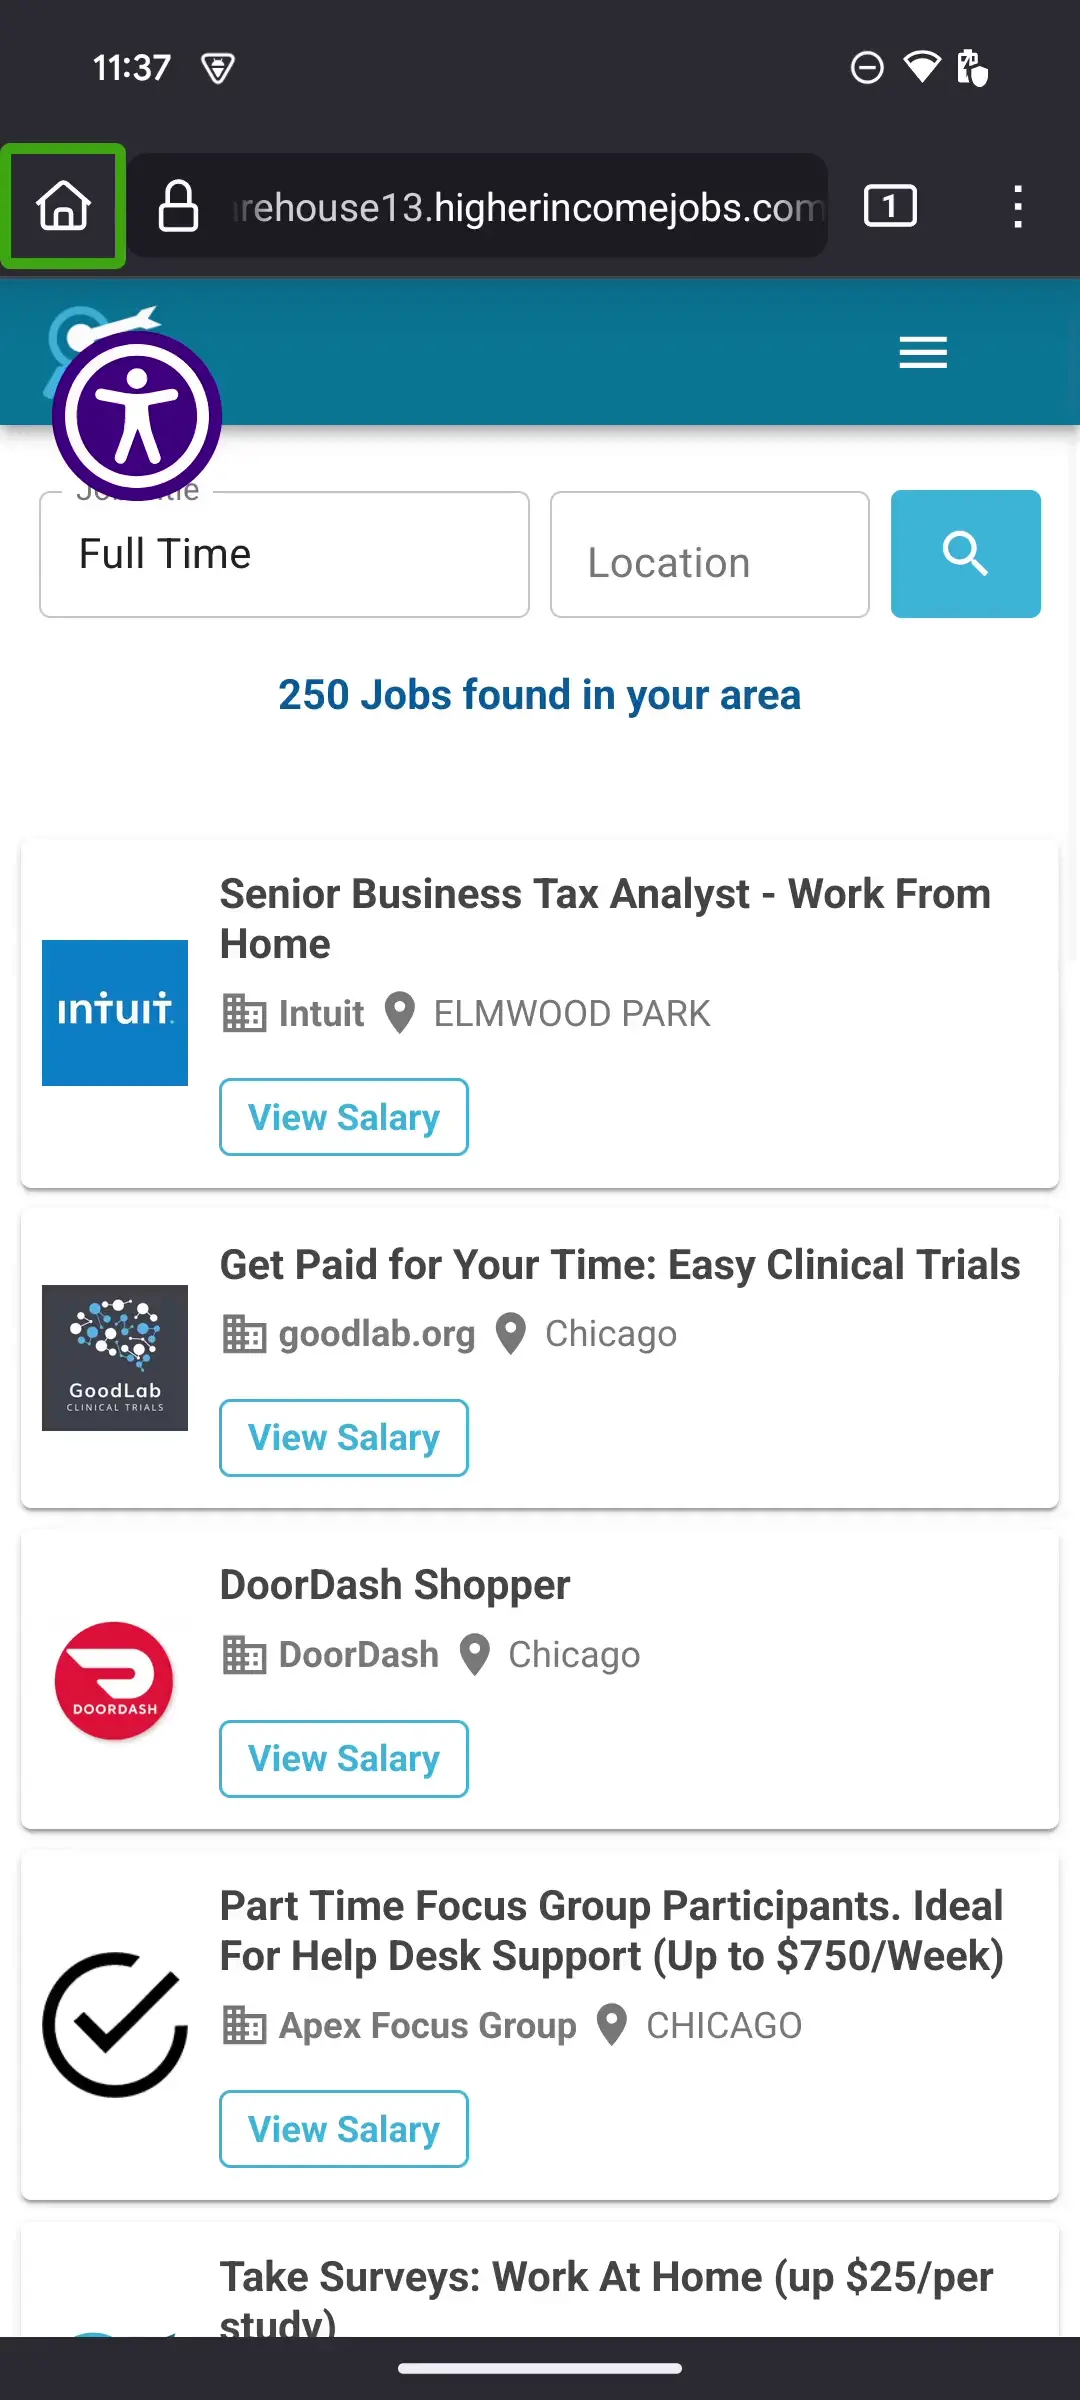 11:37
rehouse13.higherincomejobs.com
1
Full Time
Location
250 Jobs found in your area
Senior Business Tax Analyst - Work From
Home
Intuit ELMWOOD PARK
intuit.
View Salary
Get Paid for Your Time: Easy Clinical Trials
goodlab.org Chicago
GoodLab
CLINICAL TRIALS
View Salary
DoorDash Shopper
DoorDash Chicago
DOORDASH
View Salary
Part Time Focus Group Participants. Ideal
For Help Desk Support (Up to $750/Week)
Apex Focus Group CHICAGO
View Salary
Take Surveys: Work At Home (up $25/per
study)